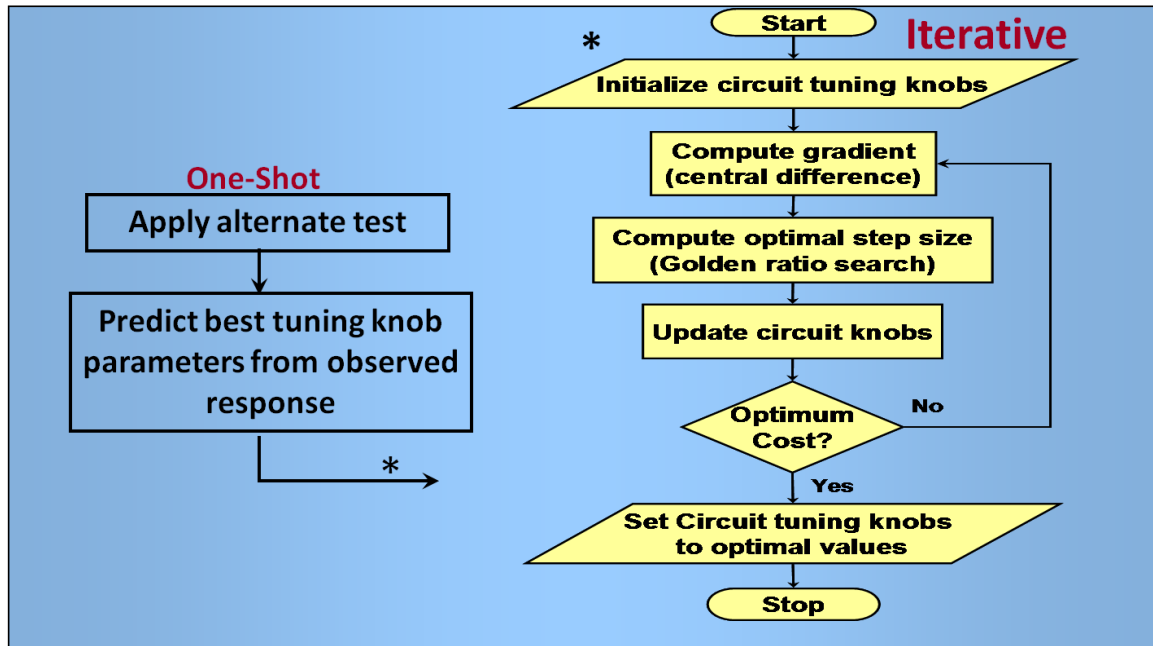 One-Shot
Apply alternate test
Predict best tuning knob
parameters from observed
response
*
Iterative
*
Start
Initialize circuit tuning knobs
Compute gradient
(central difference)
Compute optimal step size
(Golden ratio search)
Update circuit knobs
Optimum
Cost?
No
Yes
Set Circuit tuning knobs
to optimal values
Stop